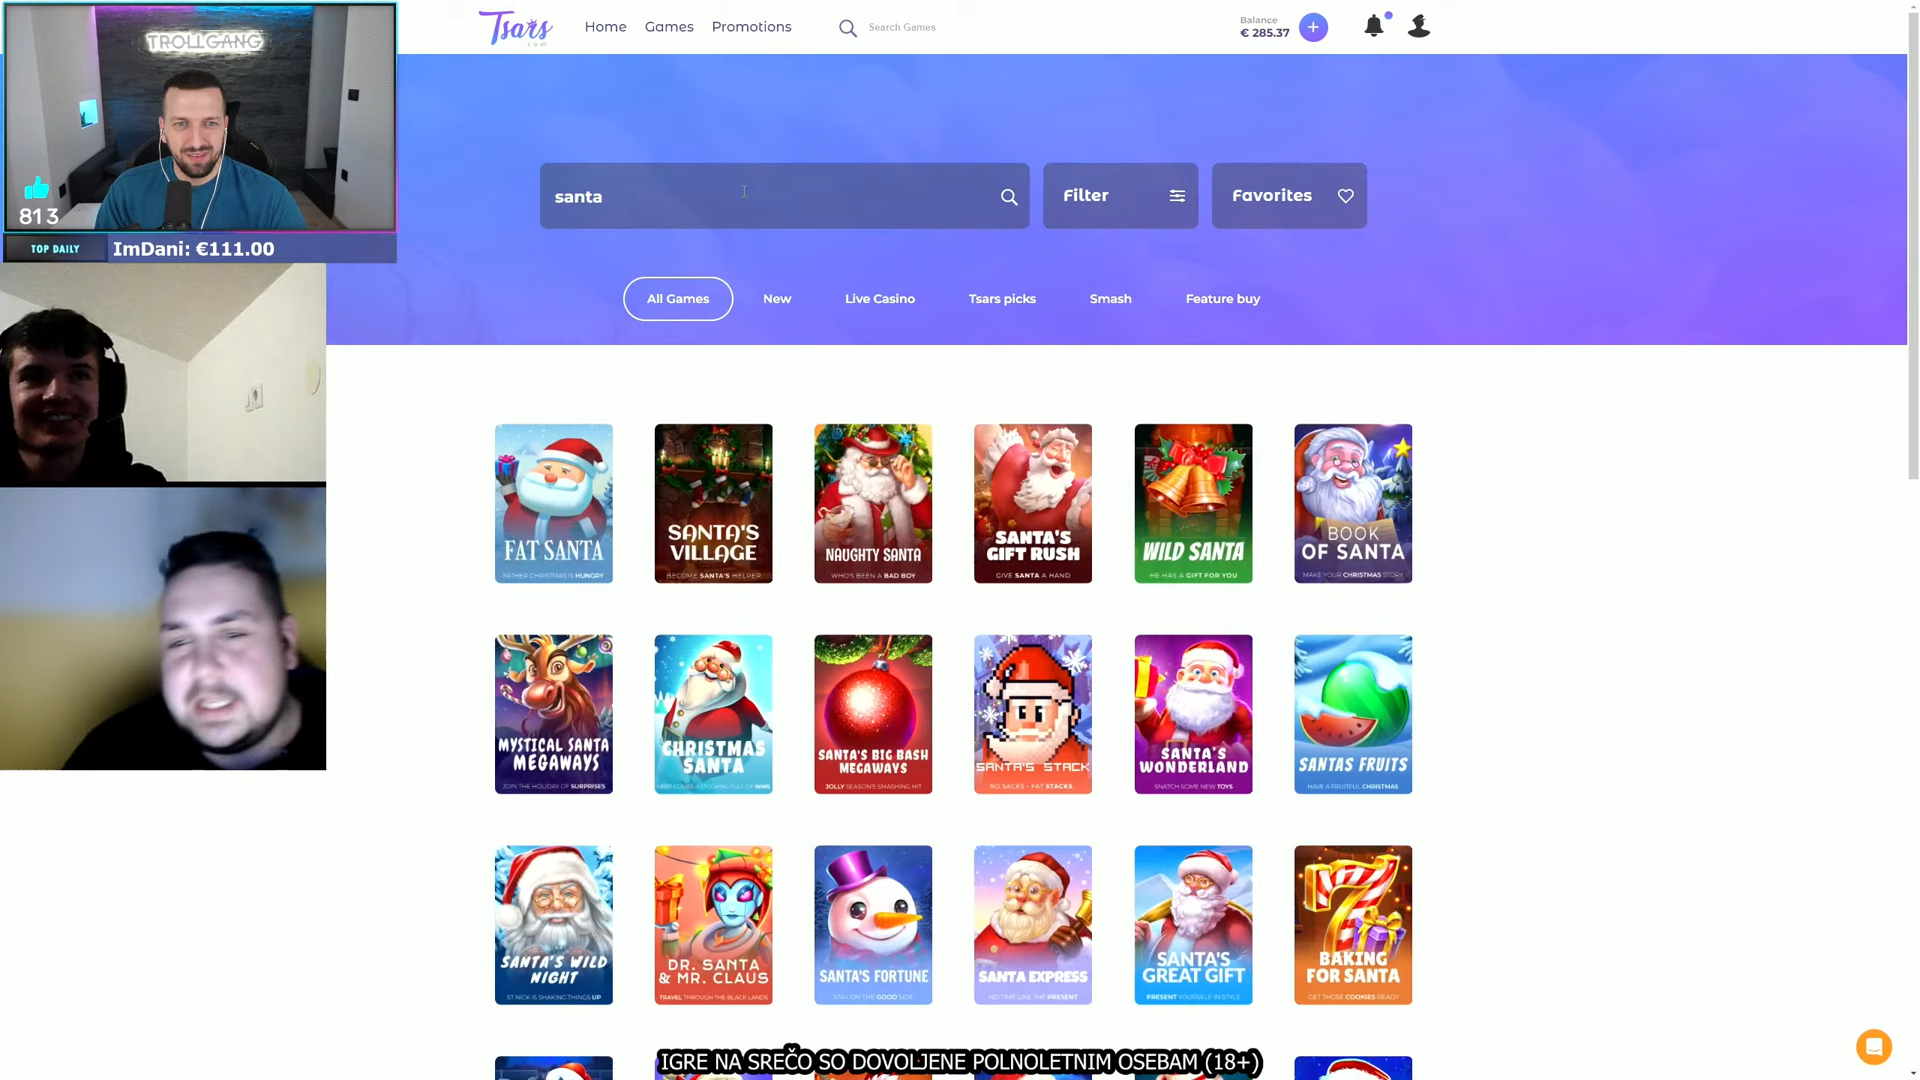 TROLLGANG
813
TOP DAILY
ImDani: €111.00
Tsars
.com
Home
Games
Promotions
Search Games
Balance
€ 285.37
santa
Filter
Favorites
All Games
New
Live Casino
Tsars picks
Smash
Feature buy
FAT SANTA
FATHER CHRISTMAS IS HUNGRY
SANTA'S
VILLAGE
BECOME SANTA'S HELPER
NAUGHTY SANTA
WHO'S BEEN A BAD BOY
SANTA'S
GIFT RUSH
GIVE SANTA A HAND
WILD SANTA
HE HAS A GIFT FOR YOU
BOOK
OF SANTA
MAKE YOUR CHRISTMAS STORY
MYSTICAL SANTA
MEGAWAYS
JOIN THE HOLIDAY OF SURPRISES
CHRISTMAS
SANTA
SANTA'S BIG BASH
MEGAWAYS
JOLLY SEASON'S SMASHING HIT
SANTA'S STACK
NO SACKS - FAT STACKS
SANTA'S
WONDERLAND
SNATCH SOME NEW TOYS
SANTAS FRUITS
HAVE A FRUITFUL CHRISTMAS
SANTA'S WILD
NIGHT
ST NICK IS SHAKING THINGS UP
DR. SANTA
& MR. CLAUS
TRAVEL THROUGH THE BLACK LANDS
SANTA'S FORTUNE
STAY ON THE GOOD SIDE
SANTA EXPRESS
NO TIME LIKE THE PRESENT
SANTA'S
GREAT GIFT
PRESENT YOURSELF IN STYLE
7
BAKING
FOR SANTA
GET THOSE COOKIES READY
IGRE NA SREČO SO DOVOLJENE POLNOLETNIM OSEBAM (18+)